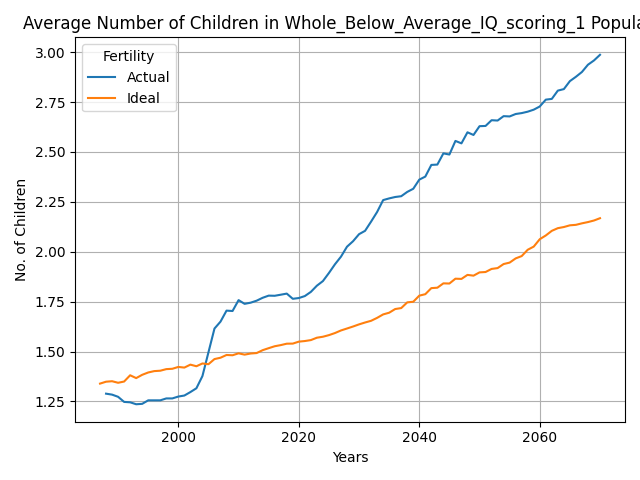 Average Number of Children in Whole_Below_Average_IQ_scoring_1 Popula
Fertility
Actual
Ideal
No. of Children
3.00
2.75
2.50
2.25
2.00
1.75
1.50
1.25
2000 2020 2040 2060
Years